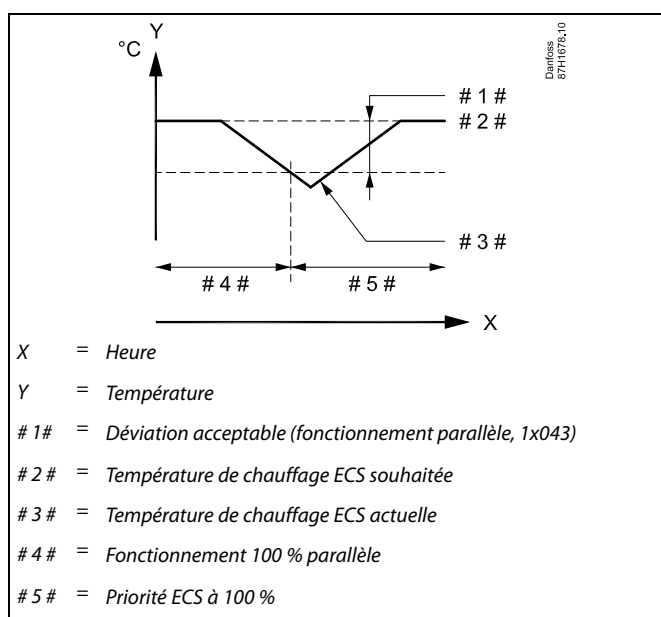 Y
°C
Danfoss
87H1678.10
# 1 #
# 2 #
# 3 #
# 4 #
# 5 #
X
X = Heure
Y = Température
# 1# = Déviation acceptable (fonctionnement parallèle, 1x043)
# 2 # = Température de chauffage ECS souhaitée
# 3 # = Température de chauffage ECS actuelle
# 4 # = Fonctionnement 100 % parallèle
# 5 # = Priorité ECS à 100 %